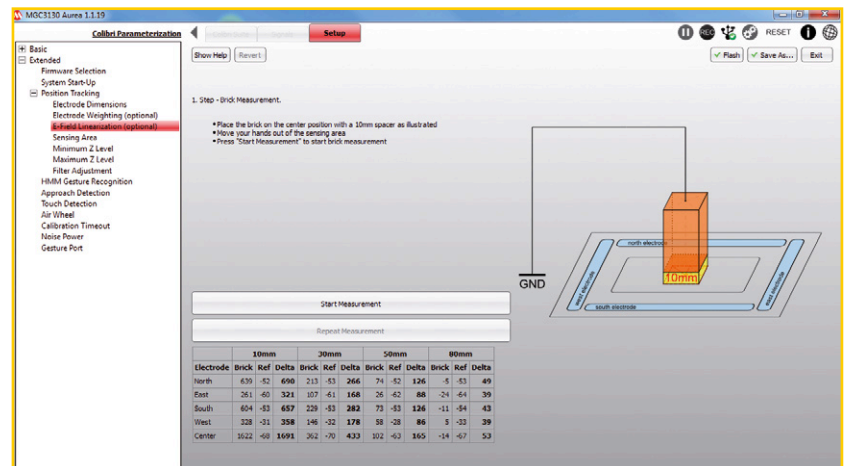 MGC3130 Aurea 1.1.19
Colibri Parameterization
Setup
RESET
Show Help Revert
Flash Save As... Exit
Basic
Extended
Firmware Selection
System Start-Up
Position Tracking
Electrode Dimensions
Electrode Weighting (optional)
E-Field Linearization (optional)
Sensing Area
Minimum Z Level
Maximum Z Level
Filter Adjustment
HMM Gesture Recognition
Approach Detection
Touch Detection
Air Wheel
Calibration Timeout
Noise Power
Gesture Port
1. Step - Brick Measurement.
•Place the brick on the center position with a 10mm spacer as illustrated
•Move your hands out of the sensing area
•Press "Start Measurement" to start brick measurement
GND
north electrode
10mm
west electrode
east electrode
south electrode
Start Measurement
Repeat Measurement
10mm 30mm 50mm 80mm
Electrode Brick Ref Delta Brick Ref Delta Brick Ref Delta Brick Ref Delta
North 639 -52 690 213 -53 266 74 -52 126 -5 -53 49
East 261 -60 321 107 -61 168 26 -62 88 -24 -64 39
South 604 -53 657 229 -53 282 73 -53 126 -11 -54 43
West 328 -31 358 146 -32 178 58 -28 86 5 -33 39
Center 1622 -68 1691 362 -70 433 102 -63 165 -14 -67 53